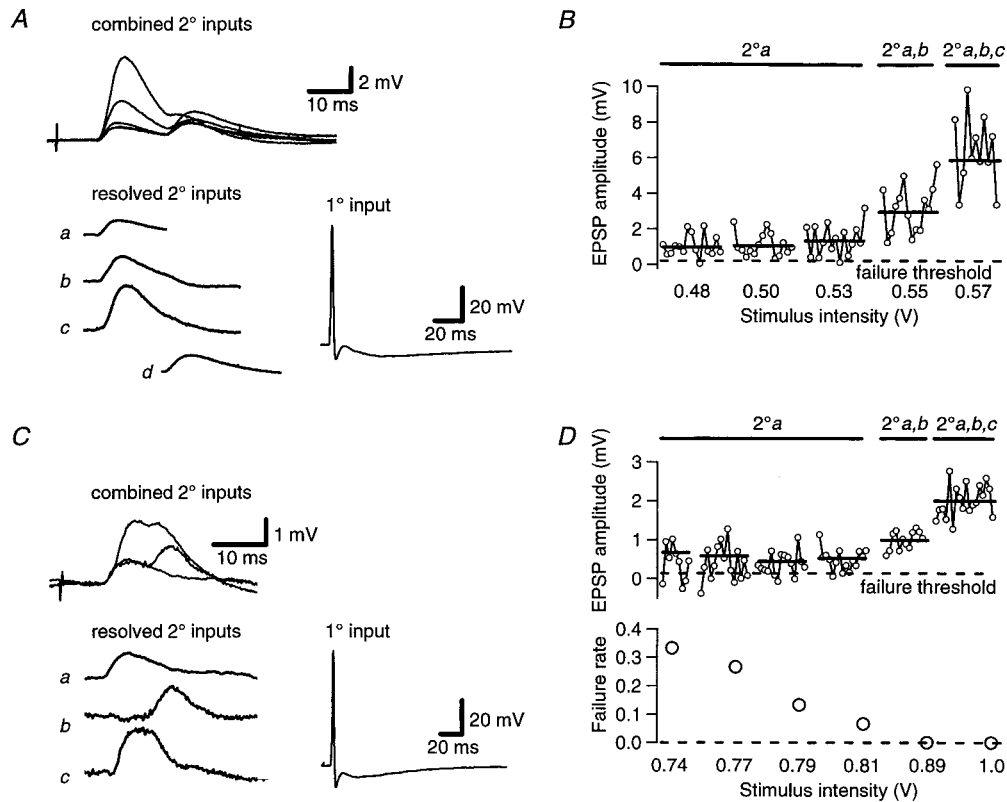 A
combined 2° inputs
2 mV
10 ms
resolved 2° inputs
a
b
c
d
1° input
20 mV
20 ms
B
2°a
2°a,b
2°a,b,c
EPSP amplitude (mV)
10
8
6
4
2
0
failure threshold
0.48
0.50
0.53
0.55
0.57
Stimulus intensity (V)
C
combined 2° inputs
1 mV
10 ms
resolved 2° inputs
a
b
c
1° input
20 mV
20 ms
D
2°a
2°a,b
2°a,b,c
EPSP amplitude (mV)
3
2
1
0
failure threshold
Failure rate
0.4
0.3
0.2
0.1
0.0
0.74
0.77
0.79
0.81
0.89
1.0
Stimulus intensity (V)